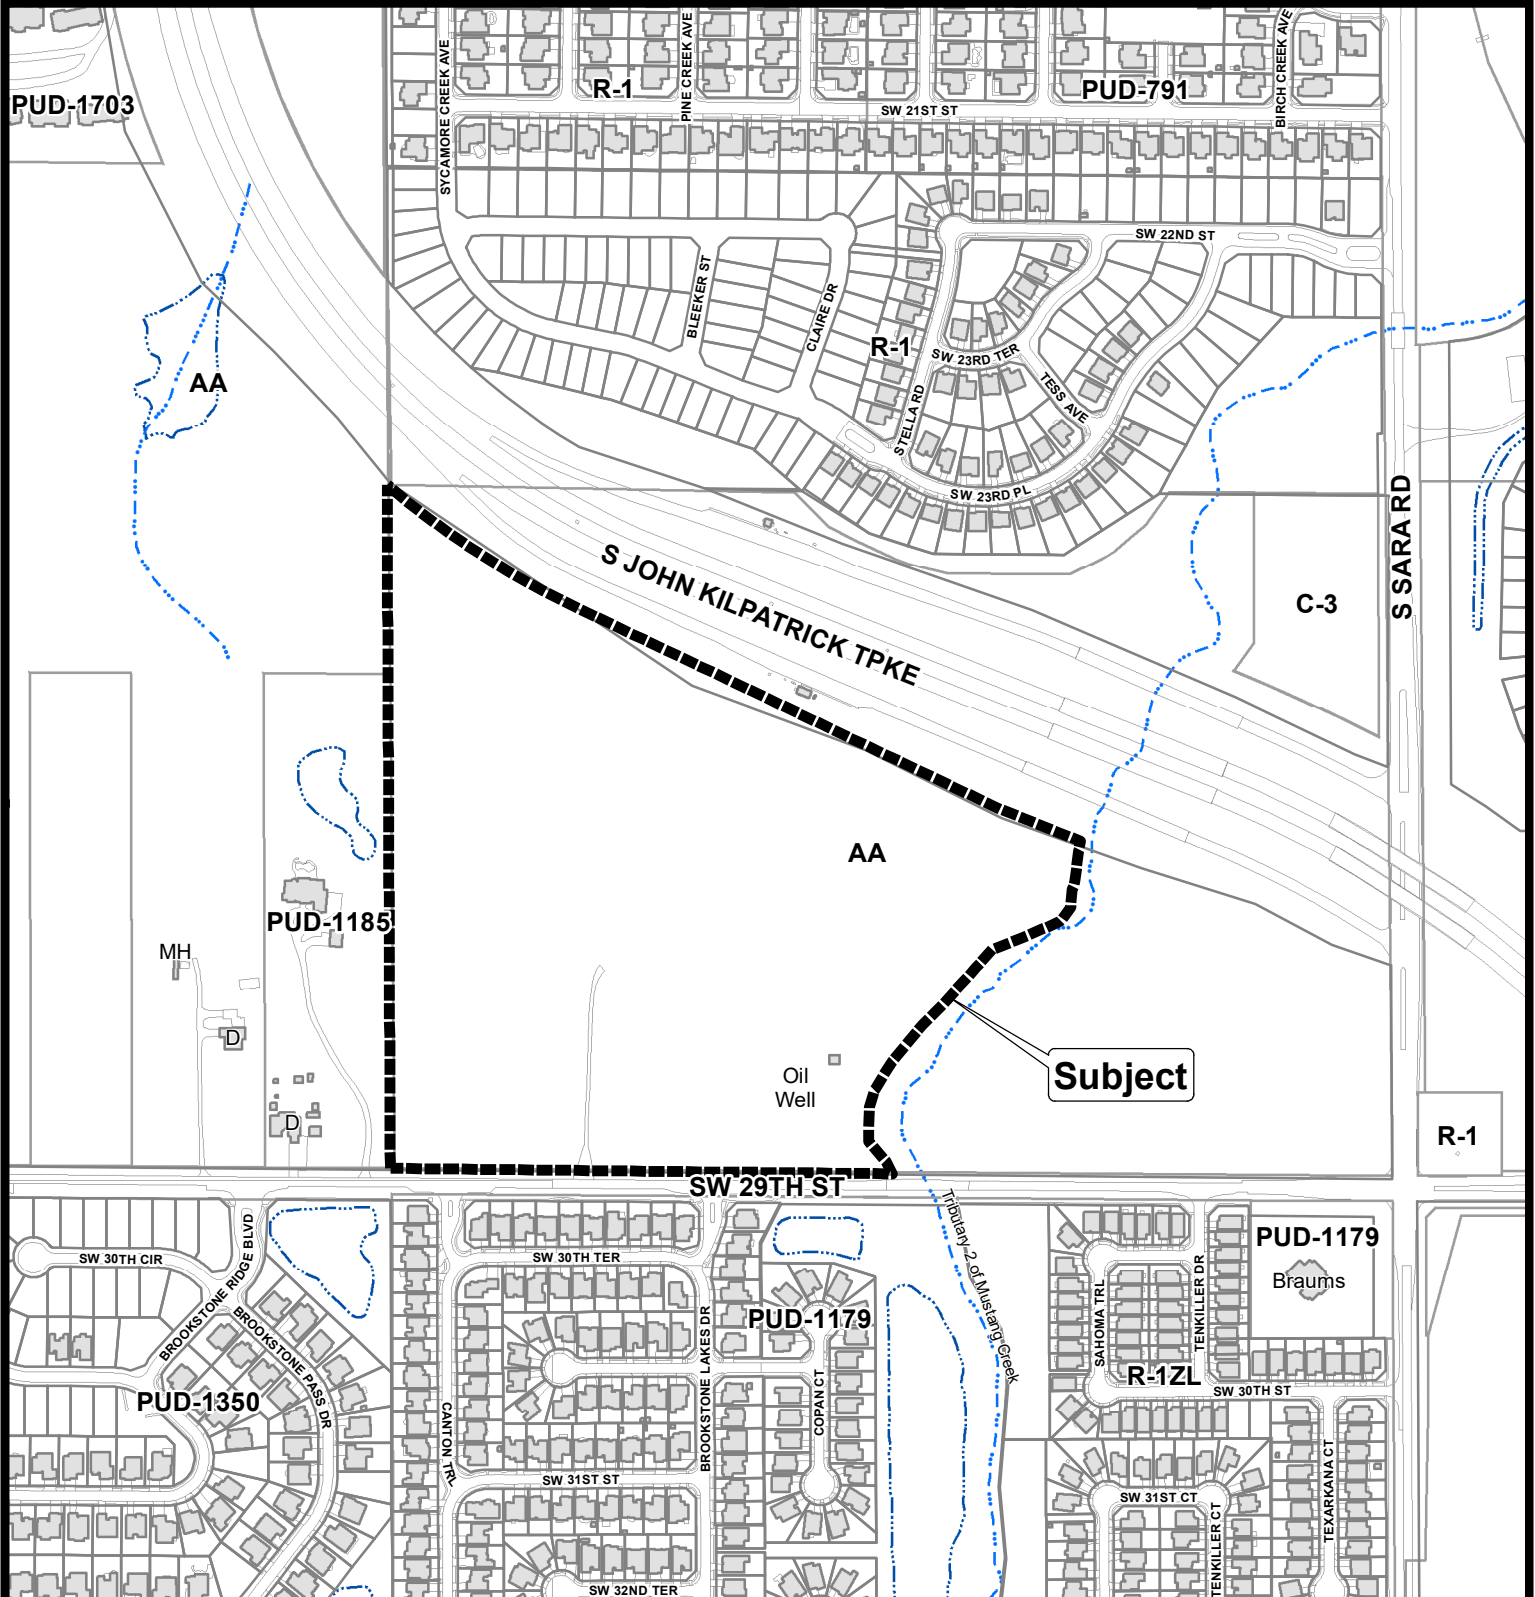 SYCAMORE CREEK AVE
PINE CREEK AVE
BIRCH CREEK AVE
R-1
PUD-791
PUD-1703
SW 21ST ST
SW 22ND ST
BLEEKER ST
CLAIRE DR
R-1
SW 23RD TER
TESS AVE
STELLA RD
AA
SW 23RD PL
S SARA RD
S JOHN KILPATRICK TPKE
C-3
AA
PUD-1185
MH
D
Oil
Well
Subject
D
R-1
SW 29TH ST
Tributary 2 of Mustang Creek
BROOKSTONE RIDGE BLVD
SW 30TH CIR
SW 30TH TER
PUD-1179
Braums
TENKILLER DR
SAHOMA TRL
PUD-1179
BROOKSTONE LAKES DR
BROOKSTONE PASS DR
R-1ZL
SW 30TH ST
PUD-1350
COPAN CT
CANTON TRL
SW 31ST ST
SW 31ST CT
TEXARKANA CT
TENKILLER CT
SW 32ND TER